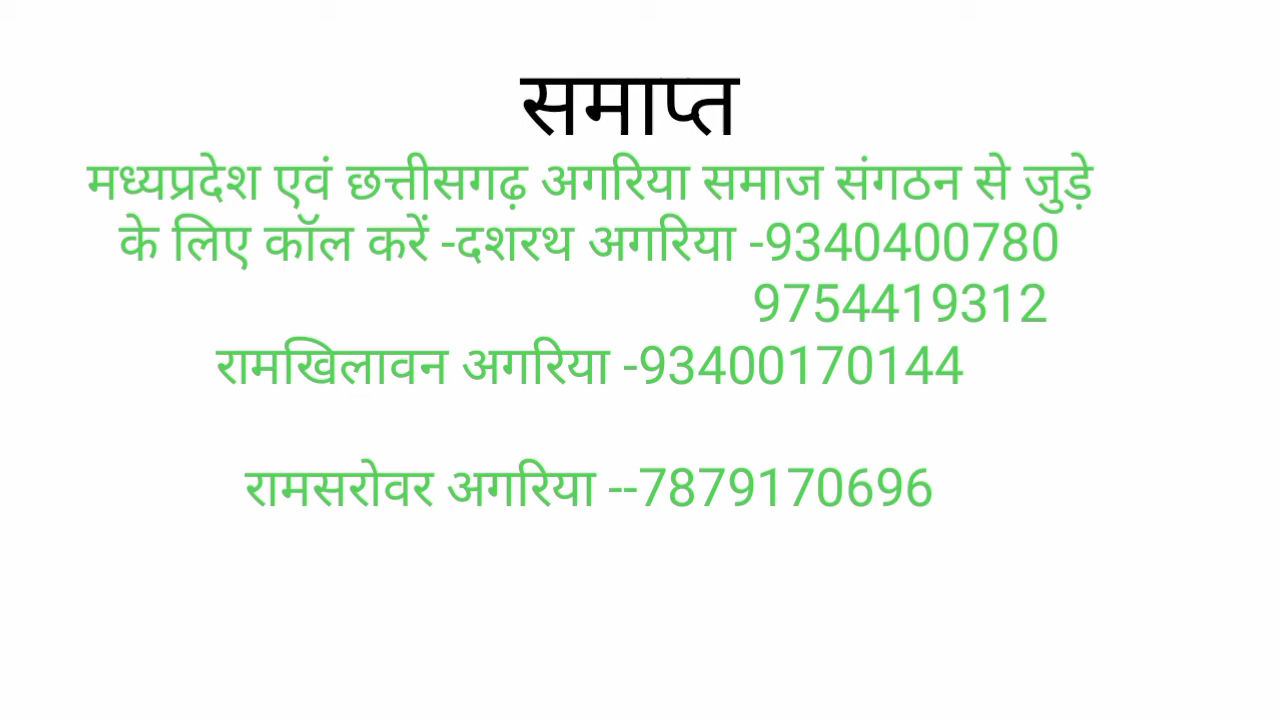 समाप्त
मध्यप्रदेश एवं छत्तीसगढ़ अगरिया समाज संगठन से जुड़े
के लिए कॉल करें -दशरथ अगरिया -9340400780
9754419312
रामखिलावन अगरिया -93400170144
रामसरोवर अगरिया --7879170696